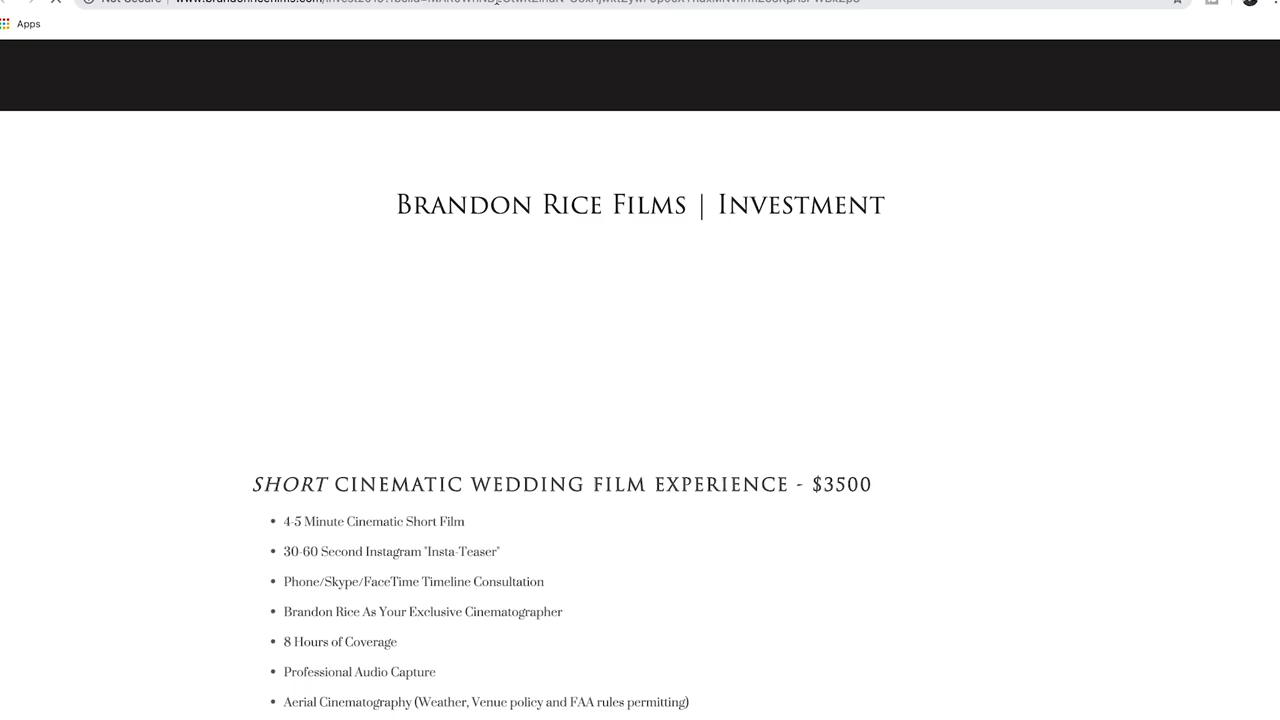 Apps
Brandon Rice Films | Investment
SHORT CINEMATIC WEDDING FILM EXPERIENCE - $3500
• 4-5 Minute Cinematic Short Film
• 30-60 Second Instagram "Insta-Teaser"
• Phone/Skype/FaceTime Timeline Consultation
• Brandon Rice As Your Exclusive Cinematographer
• 8 Hours of Coverage
• Professional Audio Capture
• Aerial Cinematography (Weather, Venue policy and FAA rules permitting)